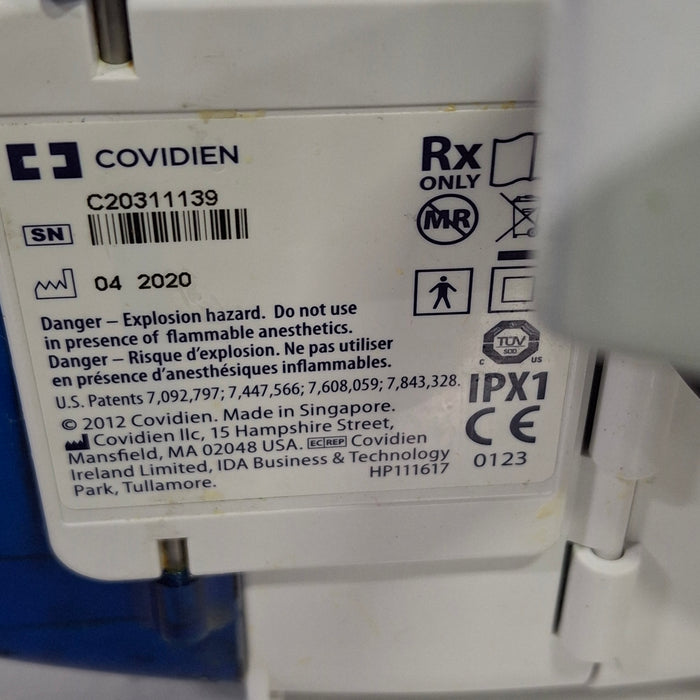 COVIDIEN
Rx
ONLY
C20311139
SN
MR
04 2020
Danger – Explosion hazard. Do not use
in presence of flammable anesthetics.
Danger – Risque d'explosion. Ne pas utiliser
en présence d'anesthésiques inflammables.
U.S. Patents 7,092,797; 7,447,566; 7,608,059; 7,843,328.
TÜV
SÜD
C US
IPX1
© 2012 Covidien. Made in Singapore.
Covidien llc, 15 Hampshire Street,
Mansfield, MA 02048 USA. EC REP Covidien
Ireland Limited, IDA Business & Technology
Park, Tullamore.
HP111617
CE
0123